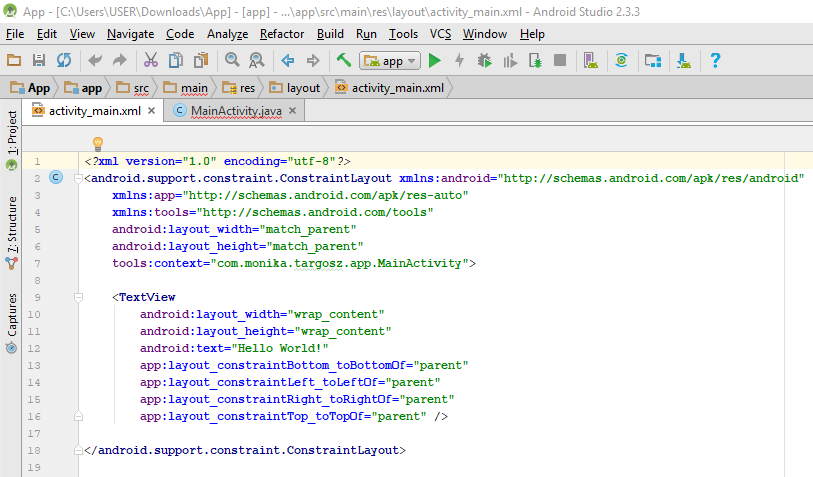 App - [C:\Users\USER\Downloads\App] - [app] - ...\app\src\main\res\layout\activity_main.xml - Android Studio 2.3.3
File Edit View Navigate Code Analyze Refactor Build Run Tools VCS Window Help
app
App app src main res layout activity_main.xml
activity_main.xml MainActivity.java
1: Project
7: Structure
Captures
1 <?xml version="1.0" encoding="utf-8"?>
2 <android.support.constraint.ConstraintLayout xmlns:android="http://schemas.android.com/apk/res/android"
3 xmlns:app="http://schemas.android.com/apk/res-auto"
4 xmlns:tools="http://schemas.android.com/tools"
5 android:layout_width="match_parent"
6 android:layout_height="match_parent"
7 tools:context="com.monika.targosz.app.MainActivity">
8
9 <TextView
10 android:layout_width="wrap_content"
11 android:layout_height="wrap_content"
12 android:text="Hello World!"
13 app:layout_constraintBottom_toBottomOf="parent"
14 app:layout_constraintLeft_toLeftOf="parent"
15 app:layout_constraintRight_toRightOf="parent"
16 app:layout_constraintTop_toTopOf="parent" />
17
18 </android.support.constraint.ConstraintLayout>
19